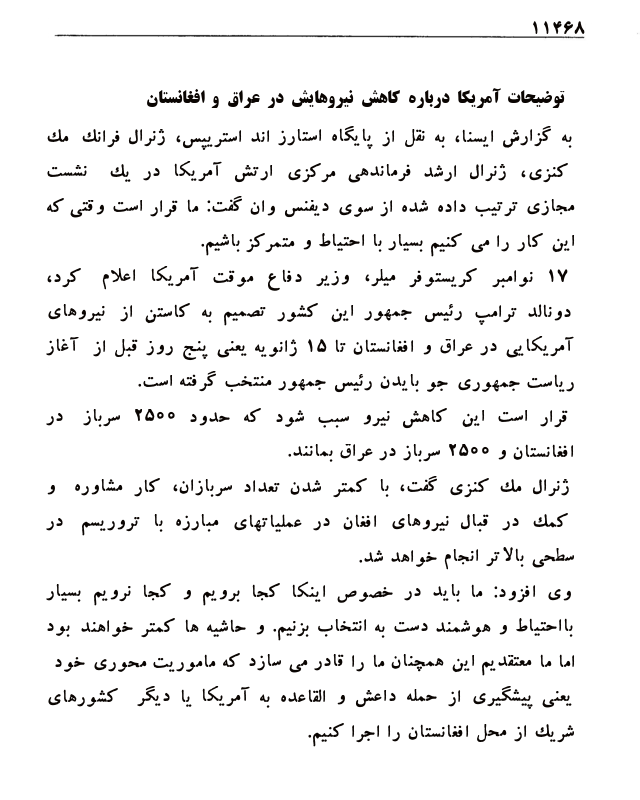 ۱۱۴۶۸
توضیحات آمریکا درباره کاهش نیروهایش در عراق و افغانستان
به گزارش ایسنا، به نقل از پایگاه استارز اند استریپس، ژنرال فرانك مك
کنزی، ژنرال ارشد فرماندهی مرکزی ارتش آمریکا در یك نشست
مجازی ترتیب داده شده از سوی دیفنس وان گفت: ما قرار است وقتی که
این کار را می کنیم بسیار با احتیاط و متمرکز باشیم.
۱۷ نوامبر کریستوفر میلر، وزیر دفاع موقت آمریکا اعلام کرد،
دونالد ترامپ رئیس جمهور این کشور تصمیم به کاستن از نیروهای
آمریکایی در عراق و افغانستان تا ۱۵ ژانویه یعنی پنج روز قبل از آغاز
ریاست جمهوری جو بایدن رئیس جمهور منتخب گرفته است.
قرار است این کاهش نیرو سبب شود که حدود ۲۵۰۰ سرباز در
افغانستان و ۲۵۰۰ سرباز در عراق بمانند.
ژنرال مك کنزی گفت، با کمتر شدن تعداد سربازان، کار مشاوره و
کمك در قبال نیروهای افغان در عملیاتهای مبارزه با تروریسم در
سطحی بالاتر انجام خواهد شد.
وی افزود: ما باید در خصوص اینکا کجا برویم و کجا نرویم بسیار
بااحتیاط و هوشمند دست به انتخاب بزنیم. و حاشیه ها کمتر خواهند بود
اما ما معتقدیم این همچنان ما را قادر می سازد که ماموریت محوری خود
یعنی پیشگیری از حمله داعش و القاعده به آمریکا یا دیگر کشورهای
شریك از محل افغانستان را اجرا کنیم.